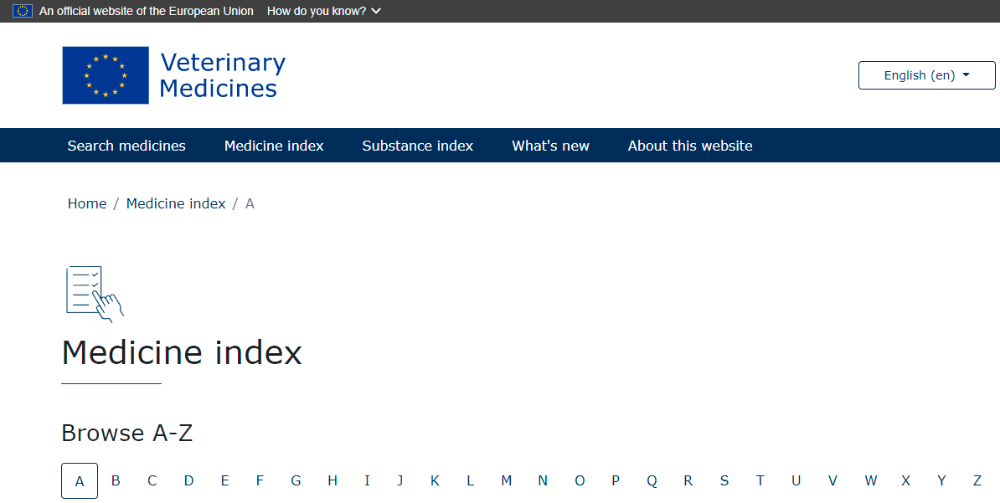 An official website of the European Union How do you know?
Veterinary
Medicines
English (en)
Search medicines Medicine index Substance index What's new About this website
Home / Medicine index / A
Medicine index
Browse A-Z
A B C D E F G H I J K L M N O P Q R S T U V W X Y Z